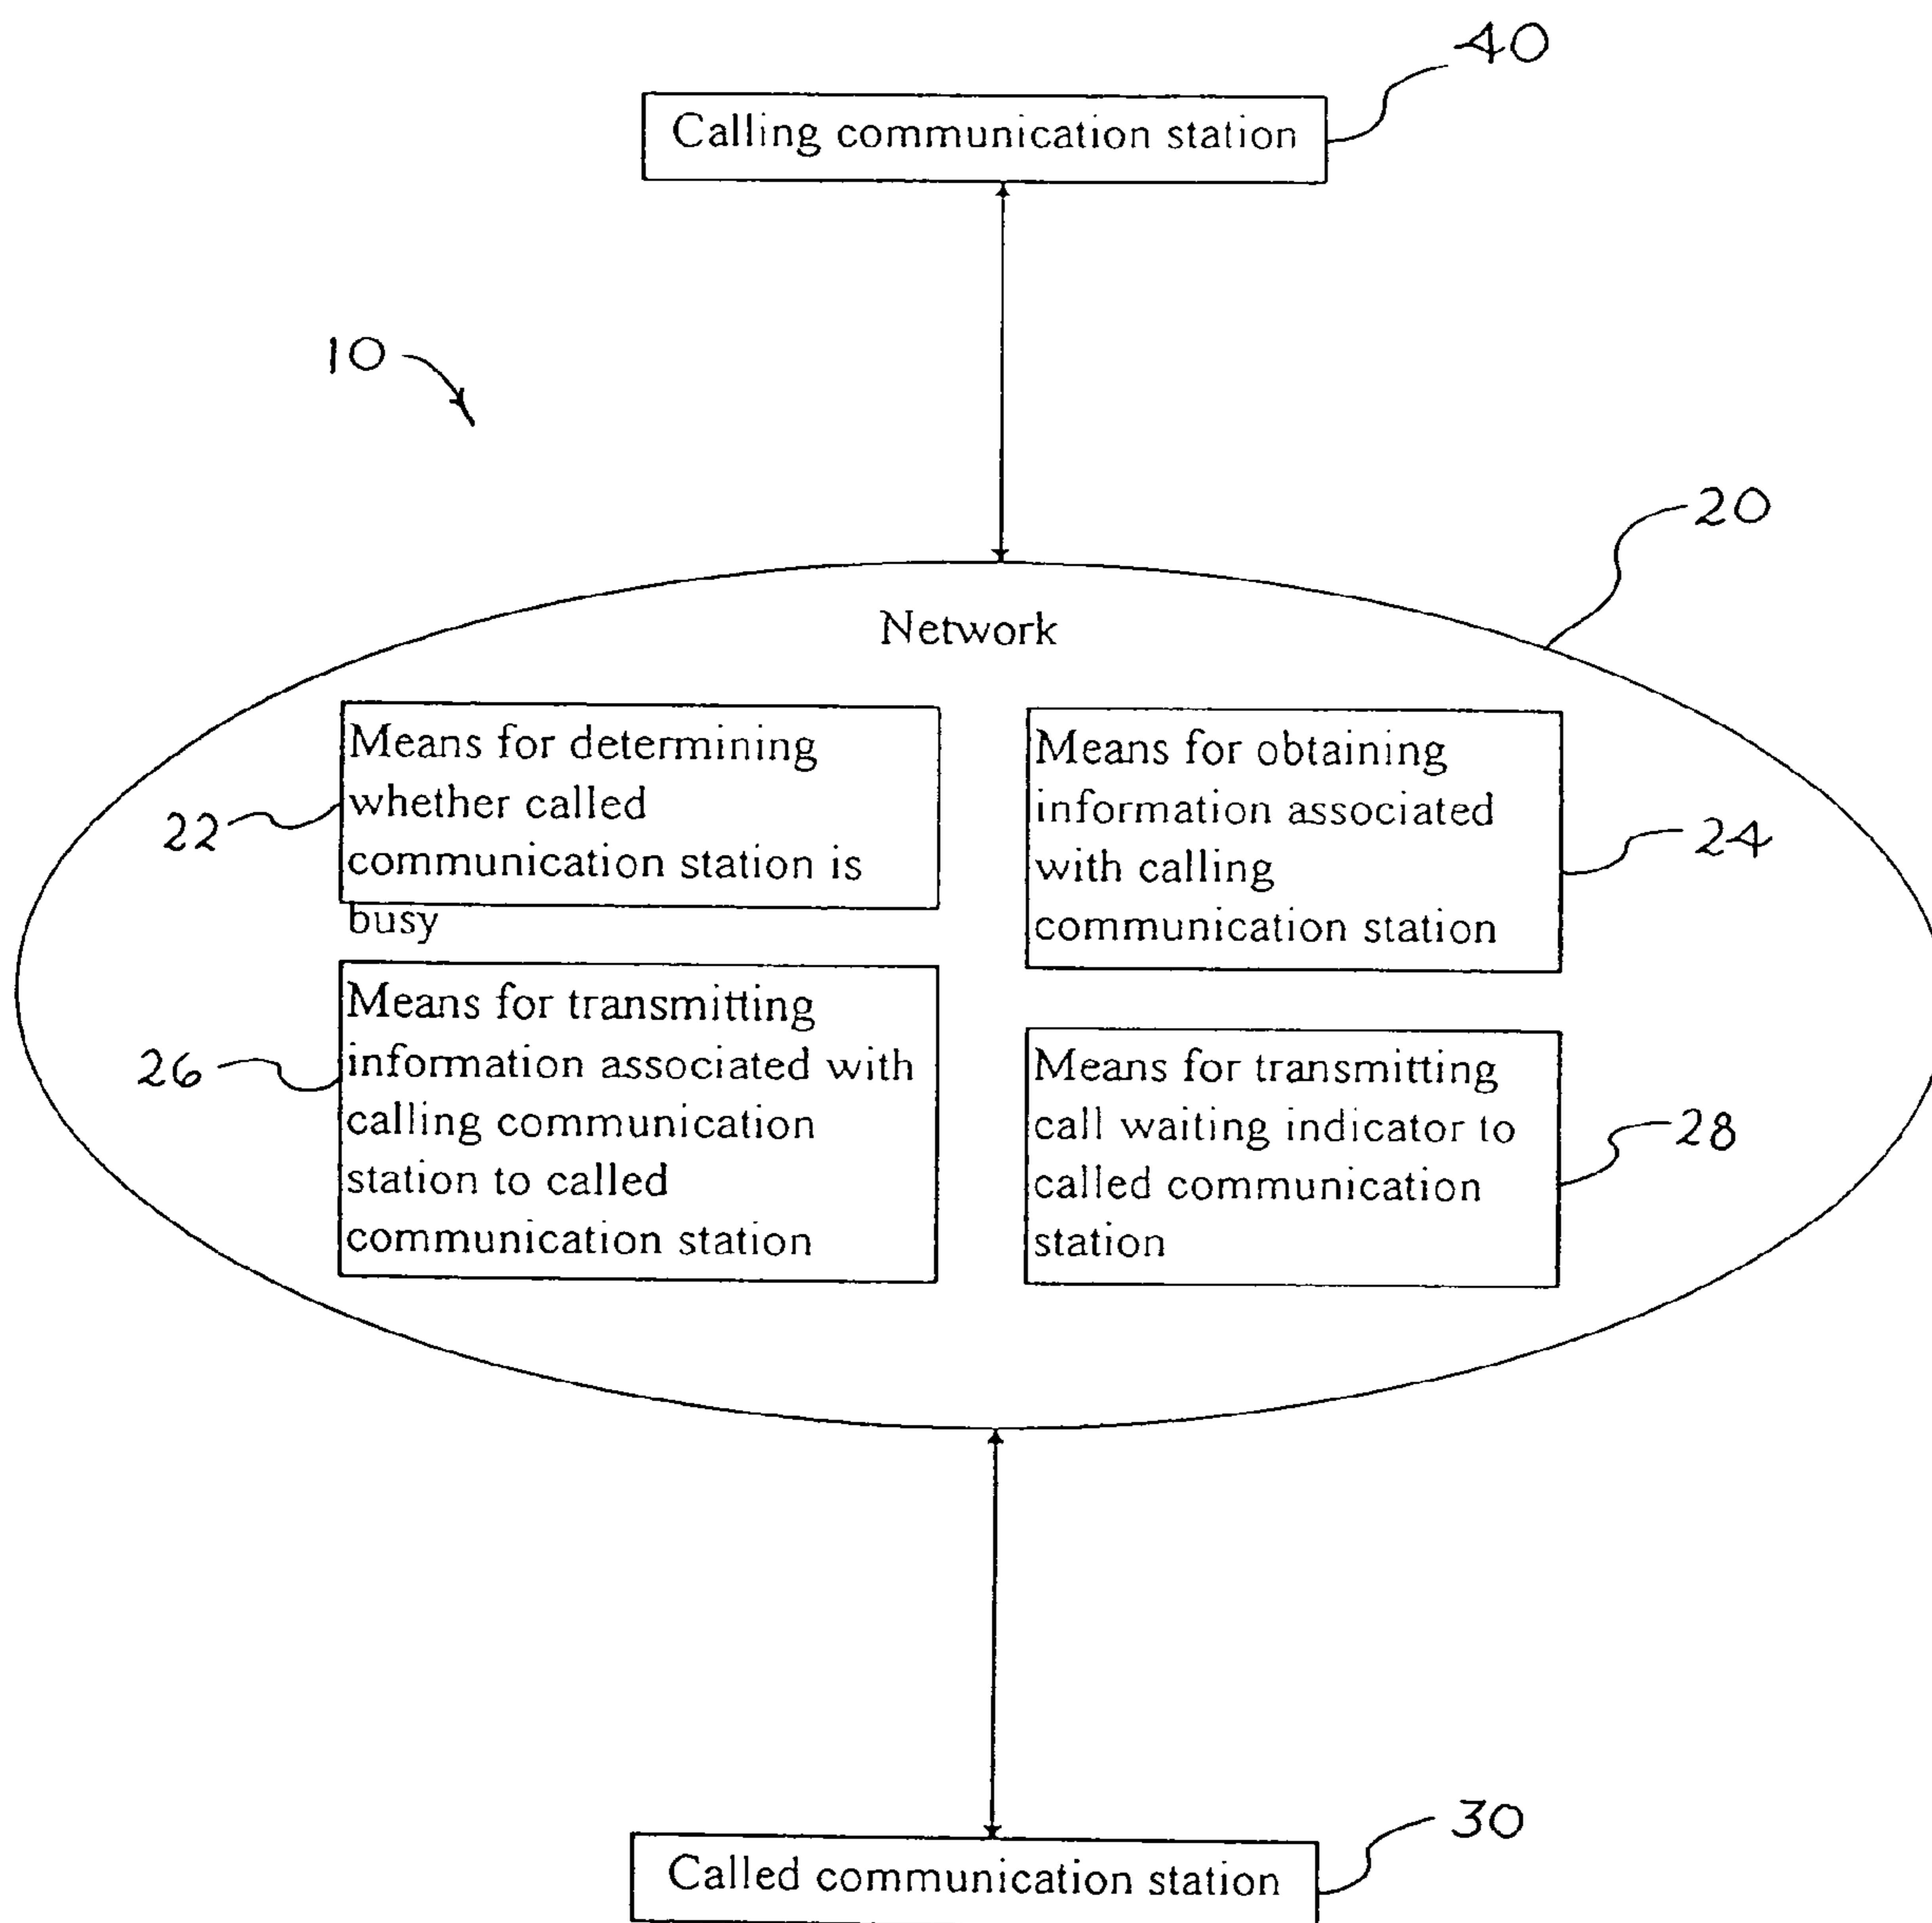 40
Calling communication station
10
20
Network
Means for determining
whether called
communication station is
busy
22
Means for obtaining
information associated
with calling
communication station
24
Means for transmitting
information associated with
calling communication
station to called
communication station
26
Means for transmitting
call waiting indicator to
called communication
station
28
30
Called communication station